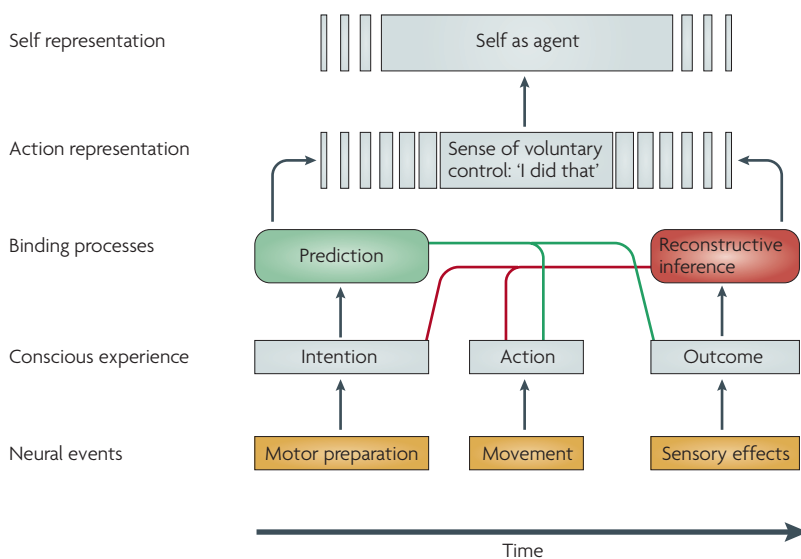 Self representation
Self as agent
Action representation
Sense of voluntary
control: ‘I did that’
Binding processes
Prediction
Reconstructive
inference
Conscious experience
Intention
Action
Outcome
Neural events
Motor preparation
Movement
Sensory effects
Time